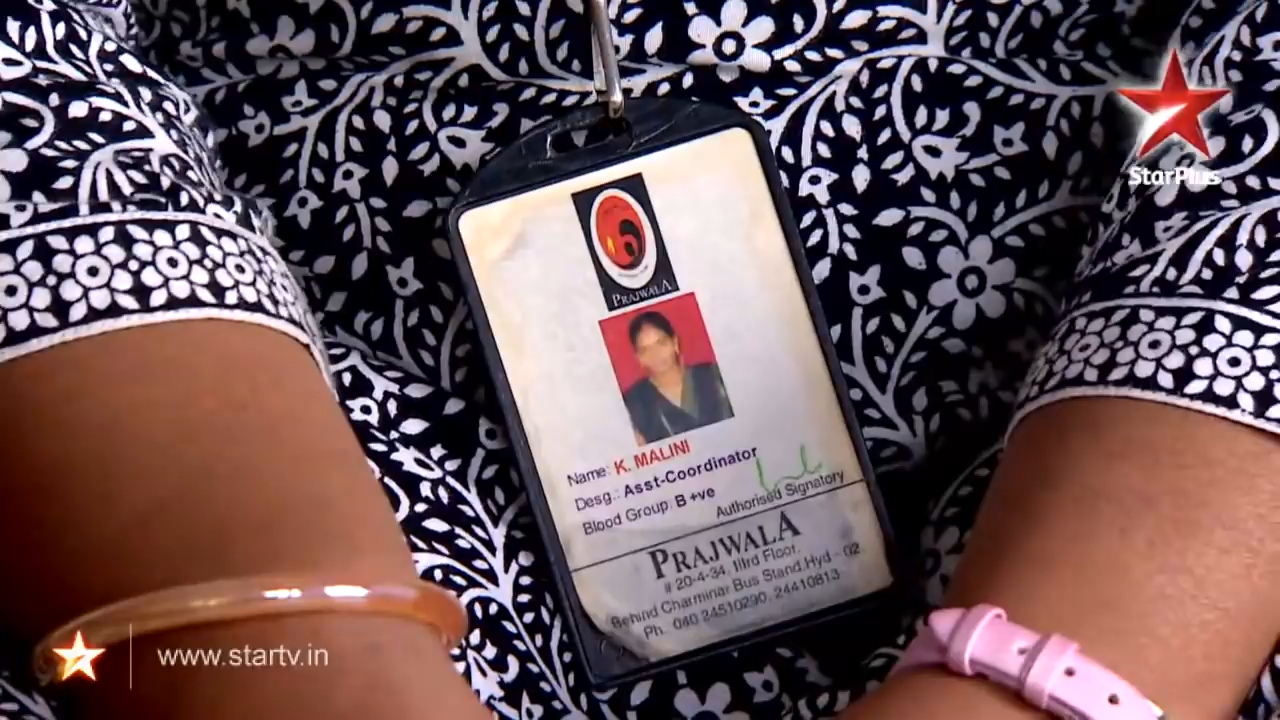 StarPlus
PRAJWALA
Name: K. MALINI
Desg.: Asst-Coordinator
Blood Group: B +ve
Authorised Signatory
PRAJWALA
# 20-4-34, IIIrd Floor,
Behind Charminar Bus Stand, Hyd - 02
Ph. 040 24510290, 24410813
www.startv.in